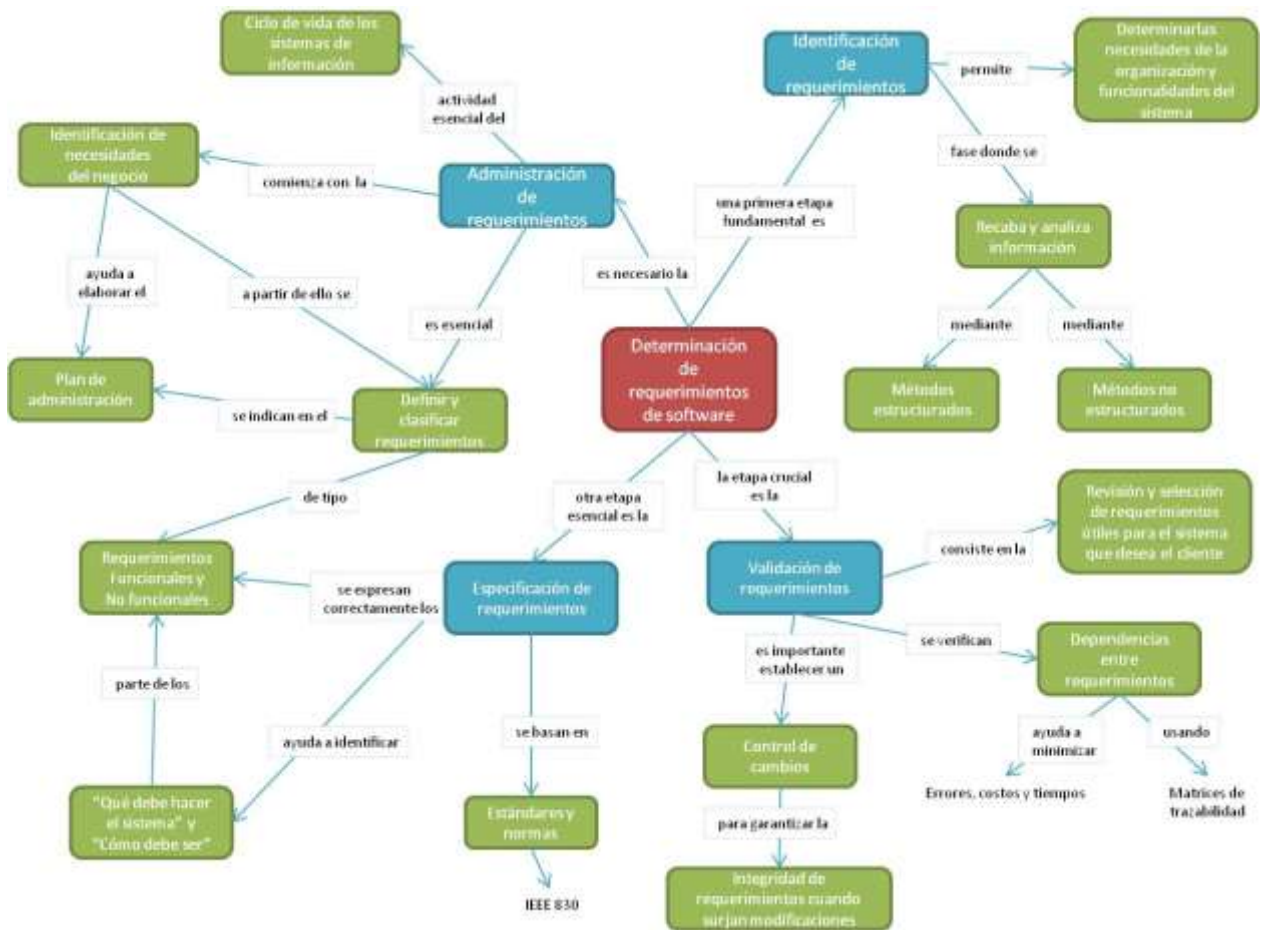 Ciclo de vida de los
sistemas de
información
Identificación
de
requerimientos
permite
Determinarlas
necesidades de la
organización y
funcionalidades del
sistema
actividad
esencial del
Identificación de
necesidades
del negocio
fase donde se
comienza con la
Administración
de
requerimientos
una primera etapa
fundamental es
Recaba y analiza
información
ayuda a
elaborar el
a partir de ello se
es necesario la
es esencial
mediante
mediante
Determinación
de
requerimientos
de software
Plan de
administración
se indican en el
Definir y
clasificar
requerimientos
Métodos
estructurados
Métodos no
estructurados
de tipo
otra etapa
esencial es la
la etapa crucial
es la
Revisión y selección
de requerimientos
útiles para el sistema
que desea el cliente
consiste en la
Requerimientos
Funcionales y
No funcionales
se expresan
correctamente los
Especificación de
requerimientos
Validación de
requerimientos
se verifican
Dependencias
entre
requerimientos
es importante
establecer un
parte de los
ayuda a identificar
se basan en
ayuda a
minimizar
usando
Control de
cambios
Errores, costos y tiempos
Matrices de
trazabilidad
"Qué debe hacer
el sistema" y
"Cómo debe ser"
Estándares y
normas
para garantizar la
IEEE 830
Integridad de
requerimientos cuando
surjan modificaciones